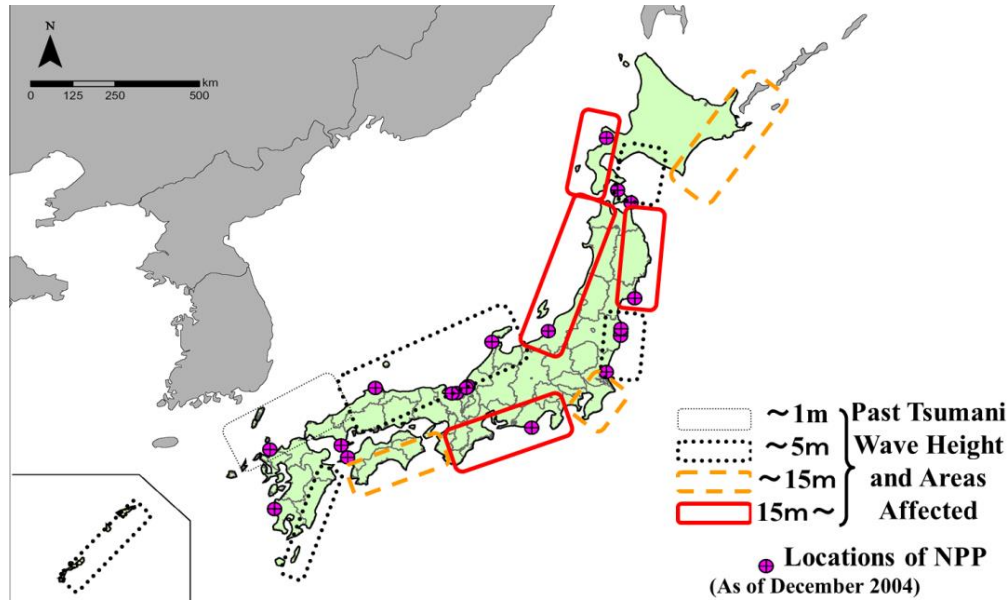 N
km
0 125 250 500
~1m
~5m
~15m
15m~
Past Tsumani
Wave Height
and Areas
Affected
Locations of NPP
(As of December 2004)